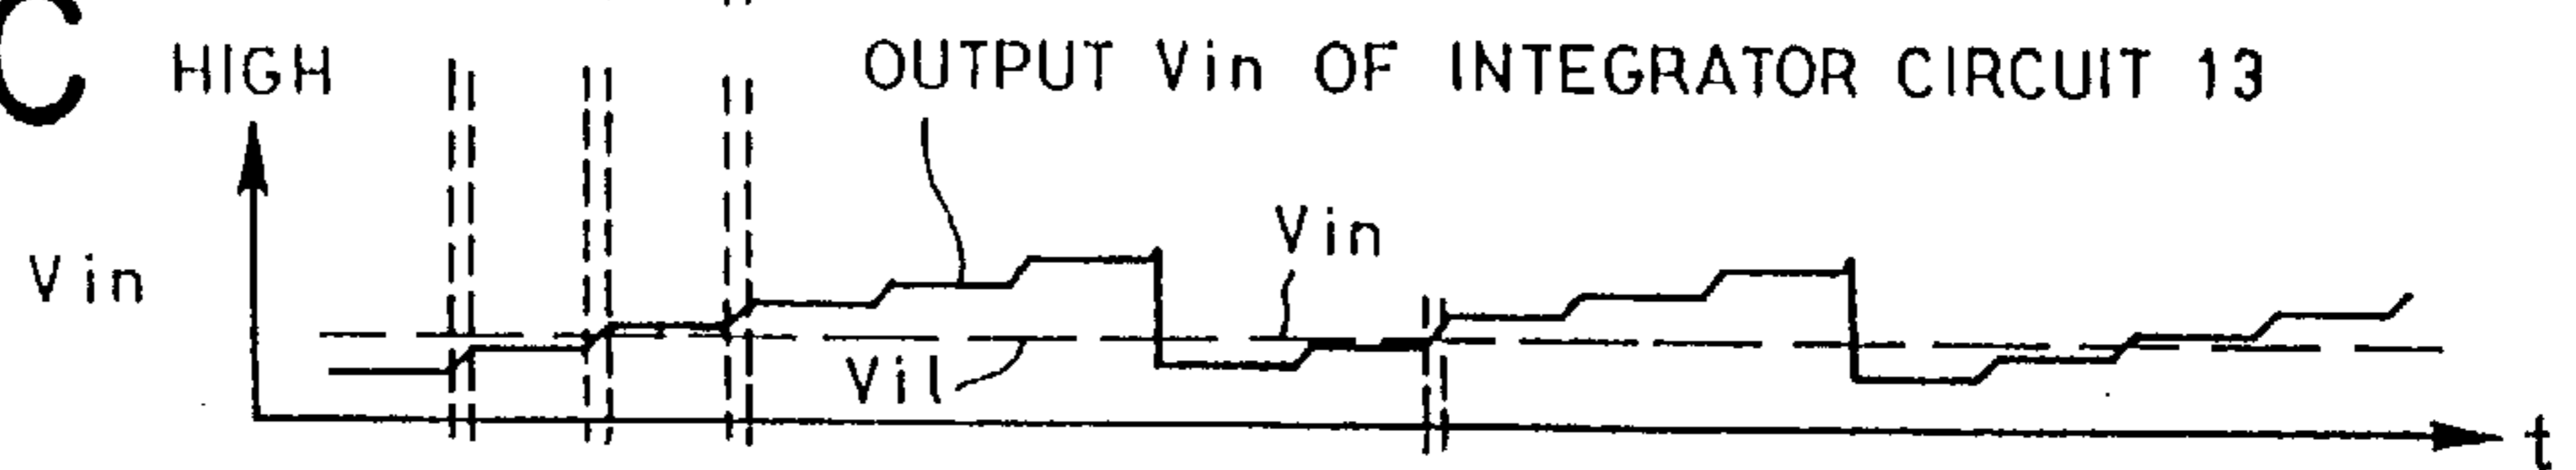 C
HIGH
OUTPUT Vin OF INTEGRATOR CIRCUIT 13
Vin
Vin
Vil
t